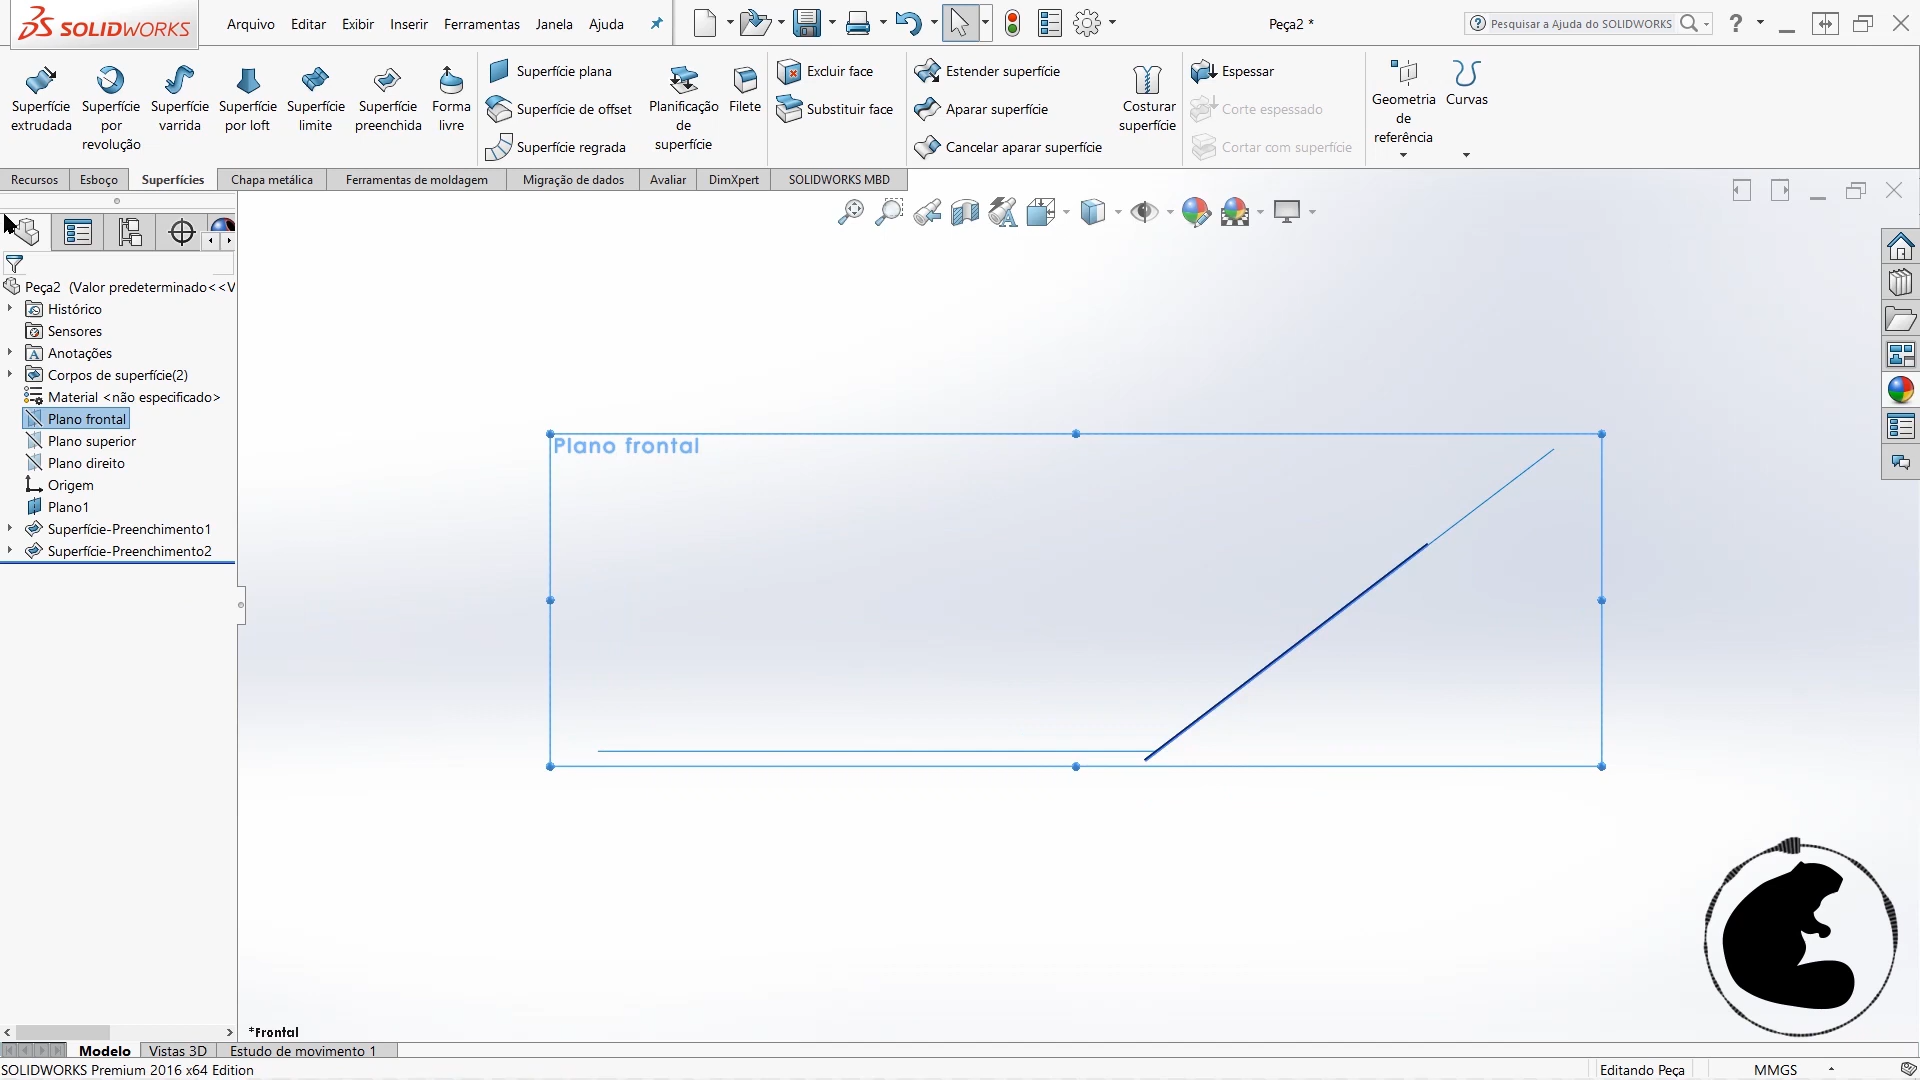 SOLIDWORKS
Arquivo Editar Exibir Inserir Ferramentas Janela Ajuda
Peça2 *
Pesquisar a Ajuda do SOLIDWORKS
?
Superfície extrudada
Superfície por revolução
Superfície varrida
Superfície por loft
Superfície limite
Superfície preenchida
Forma livre
Superfície plana
Superfície de offset
Superfície regrada
Planificação de superfície
Filete
Excluir face
Substituir face
Estender superfície
Aparar superfície
Cancelar aparar superfície
Costurar superfície
Espessar
Corte espessado
Cortar com superfície
Geometria de referência
Curvas
Recursos Esboço Superfícies Chapa metálica Ferramentas de moldagem Migração de dados Avaliar DimXpert SOLIDWORKS MBD
Peça2 (Valor predeterminado<<V
Histórico
Sensores
Anotações
Corpos de superfície(2)
Material <não especificado>
Plano frontal
Plano superior
Plano direito
Origem
Plano1
Superfície-Preenchimento1
Superfície-Preenchimento2
Plano frontal
*Frontal
Modelo Vistas 3D Estudo de movimento 1
SOLIDWORKS Premium 2016 x64 Edition
Editando Peça
MMGS